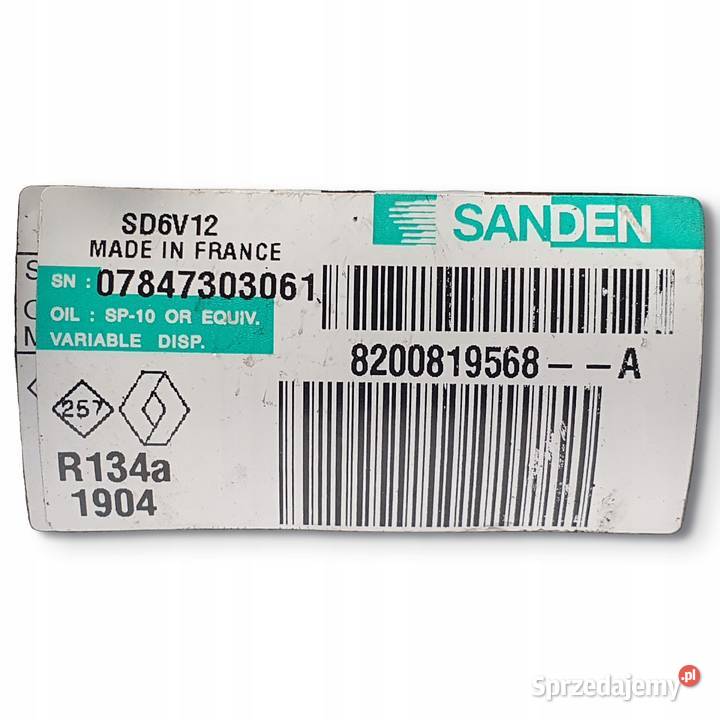 SD6V12
MADE IN FRANCE
SANDEN
SN : 07847303061
OIL : SP-10 OR EQUIV.
VARIABLE DISP.
8200819568--A
257
R134a
1904
Sprzedajemy.pl